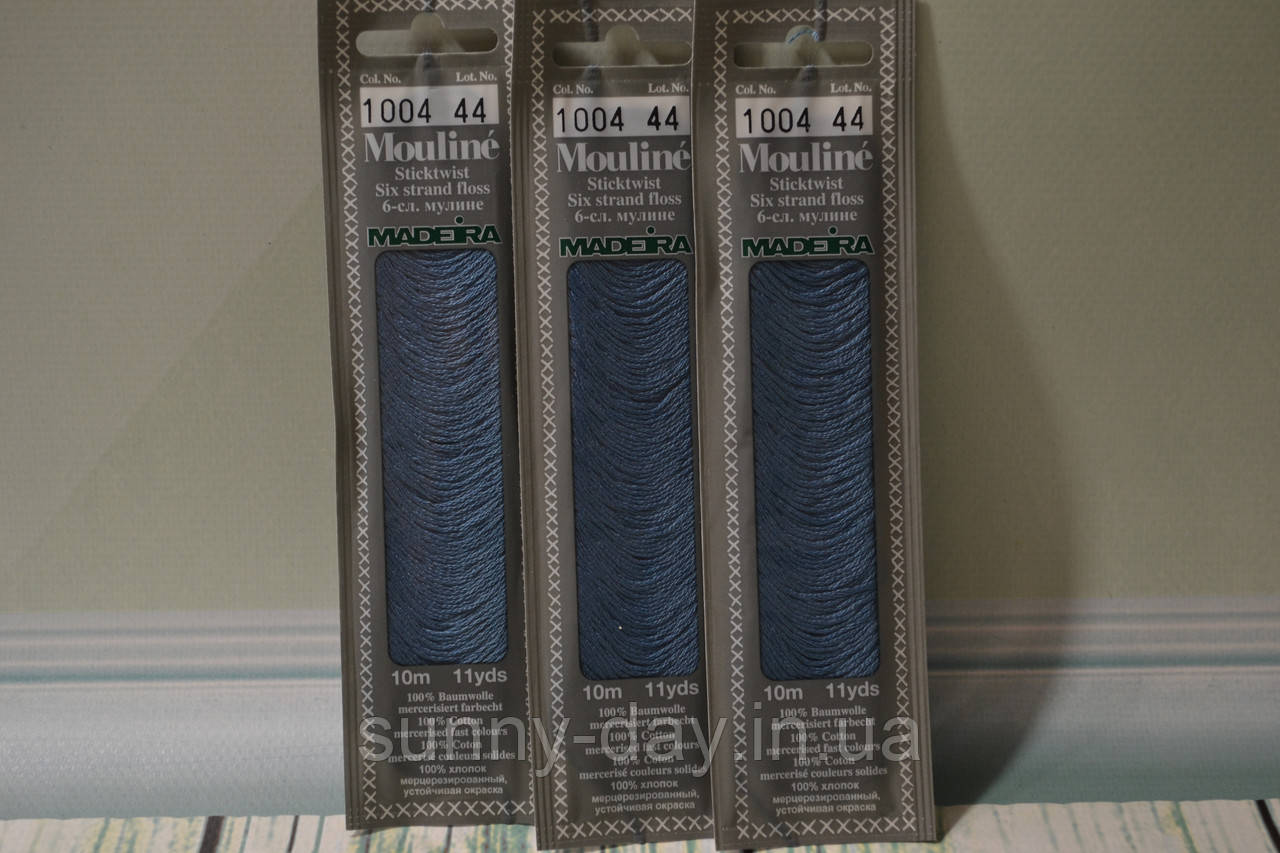 Col. No. Lot. No.
1004 44
Mouliné
Sticktwist
Six strand floss
6-сл. мулине
MADEIRA
10m 11yds
100% Baumwolle
mercerisiert farbecht
100% Cotton
mercerised fast colours
100% Coton
mercerisé couleurs solides
100% хлопок
мерцерезированный,
устойчивая окраска
Col. No. Lot. No.
1004 44
Mouliné
Sticktwist
Six strand floss
6-сл. мулине
MADEIRA
10m 11yds
100% Baumwolle
mercerisiert farbecht
100% Cotton
mercerised fast colours
100% Coton
mercerisé couleurs solides
100% хлопок
мерцерезированный,
устойчивая окраска
Col. No. Lot. No.
1004 44
Mouliné
Sticktwist
Six strand floss
6-сл. мулине
MADEIRA
10m 11yds
100% Baumwolle
mercerisiert farbecht
100% Cotton
mercerised fast colours
100% Coton
mercerisé couleurs solides
100% хлопок
мерцерезированный,
устойчивая окраска
sunny-day.in.ua